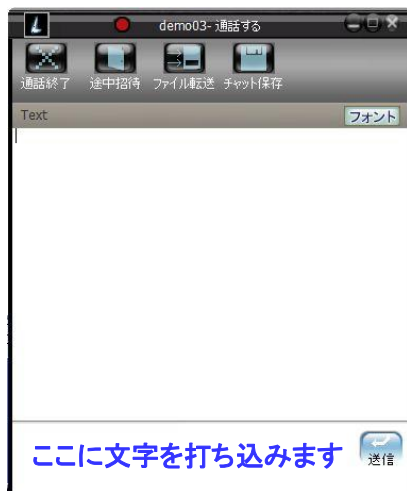 demo03- 通話する
通話終了 途中招待 ファイル転送 チャット保存
Text フォント
ここに文字を打ち込みます 送信